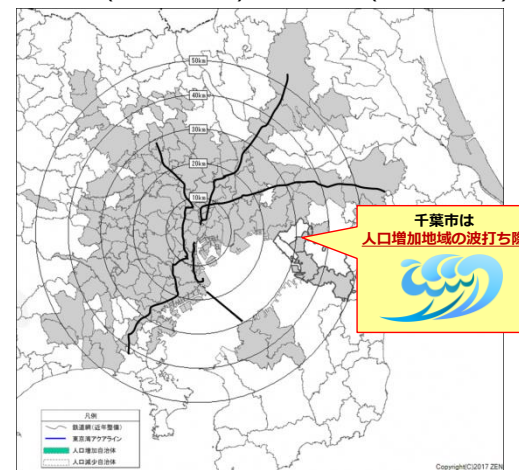 50km
40km
30km
20km
10km
千葉市は
人口増加地域の波打ち際
凡例
鉄道網(近年整備)
東京湾アクアライン
人口増加自治体
人口減少自治体
Copyright(C)2017 ZEN